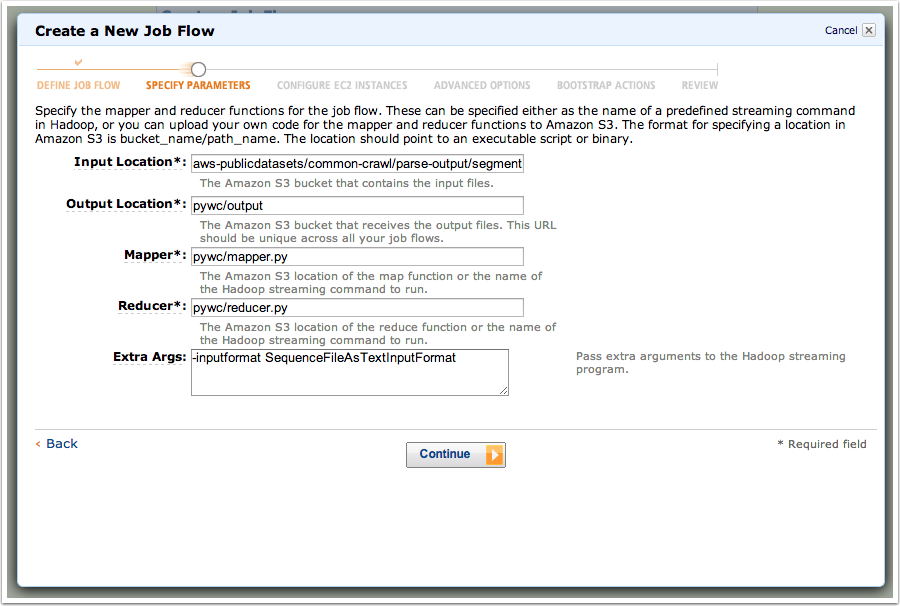 Create a New Job Flow
Cancel
DEFINE JOB FLOW
SPECIFY PARAMETERS
CONFIGURE EC2 INSTANCES
ADVANCED OPTIONS
BOOTSTRAP ACTIONS
REVIEW
Specify the mapper and reducer functions for the job flow. These can be specified either as the name of a predefined streaming command
in Hadoop, or you can upload your own code for the mapper and reducer functions to Amazon S3. The format for specifying a location in
Amazon S3 is bucket_name/path_name. The location should point to an executable script or binary.
Input Location*: aws-publicdatasets/common-crawl/parse-output/segment
The Amazon S3 bucket that contains the input files.
Output Location*: pywc/output
The Amazon S3 bucket that receives the output files. This URL
should be unique across all your job flows.
Mapper*: pywc/mapper.py
The Amazon S3 location of the map function or the name of
the Hadoop streaming command to run.
Reducer*: pywc/reducer.py
The Amazon S3 location of the reduce function or the name of
the Hadoop streaming command to run.
Extra Args: -inputformat SequenceFileAsTextInputFormat
Pass extra arguments to the Hadoop streaming
program.
‹ Back
Continue
* Required field